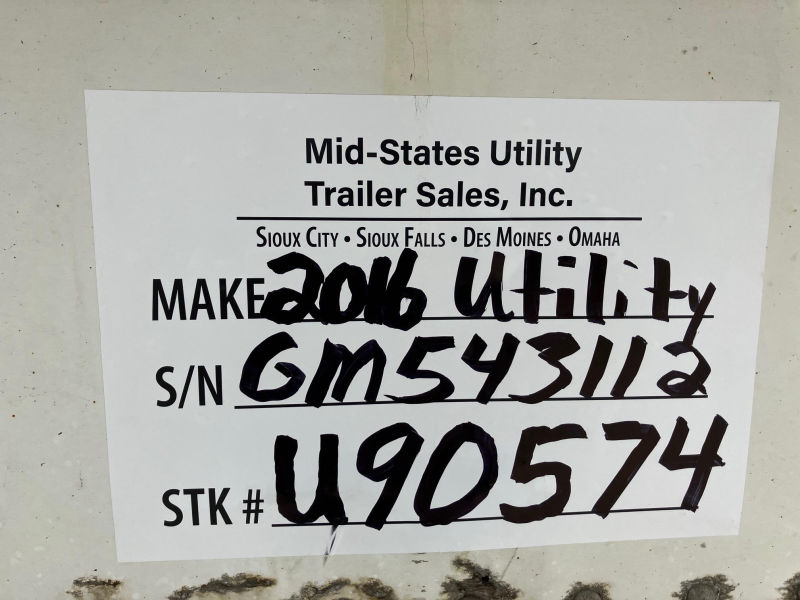 Mid-States Utility
Trailer Sales, Inc.
Sioux City • Sioux Falls • Des Moines • Omaha
MAKE 2016 Utility
S/N GM543112
STK # U90574